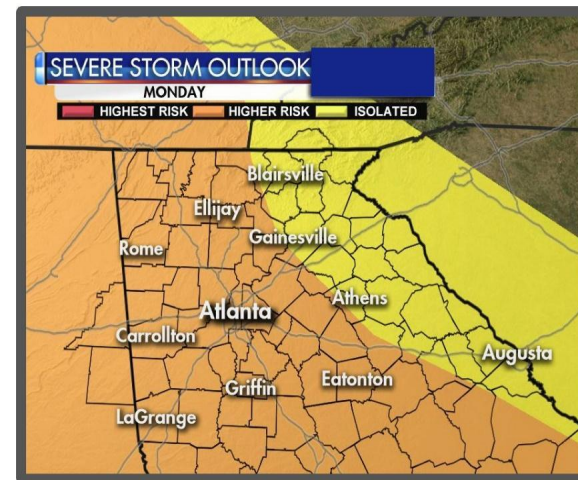 SEVERE STORM OUTLOOK
MONDAY
HIGHEST RISK HIGHER RISK ISOLATED
Blairsville
Ellijay
Gainesville
Rome
Athens
Atlanta
Carrollton
Augusta
Eatonton
Griffin
LaGrange